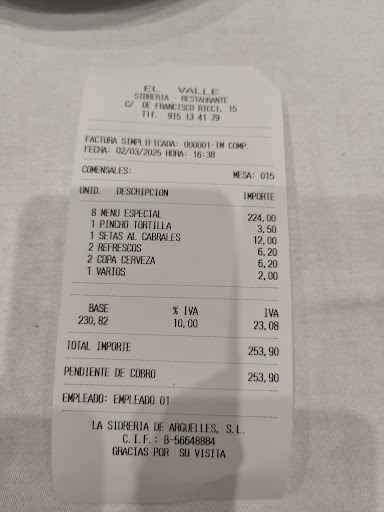 EL VALLE
SIDRERIA - RESTAURANTE
C/ DE FRANCISCO RICCI, 15
Tlf. 915 13 41 79
FACTURA SIMPLIFICADA: 000001-TM COMP.
FECHA: 02/03/2025 HORA: 16:38
COMENSALES: MESA: 015
UNID. DESCRIPCION IMPORTE
8 MENU ESPECIAL 224,00
1 PINCHO TORTILLA 3,50
1 SETAS AL CABRALES 12,00
2 REFRESCOS 6,20
2 COPA CERVEZA 6,20
1 VARIOS 2,00
BASE % IVA IVA
230,82 10,00 23,08
TOTAL IMPORTE 253,90
PENDIENTE DE COBRO 253,90
EMPLEADO: EMPLEADO 01
LA SIDRERIA DE ARGUELLES, S.L.
C.I.F.: B-56648884
GRACIAS POR SU VISITA